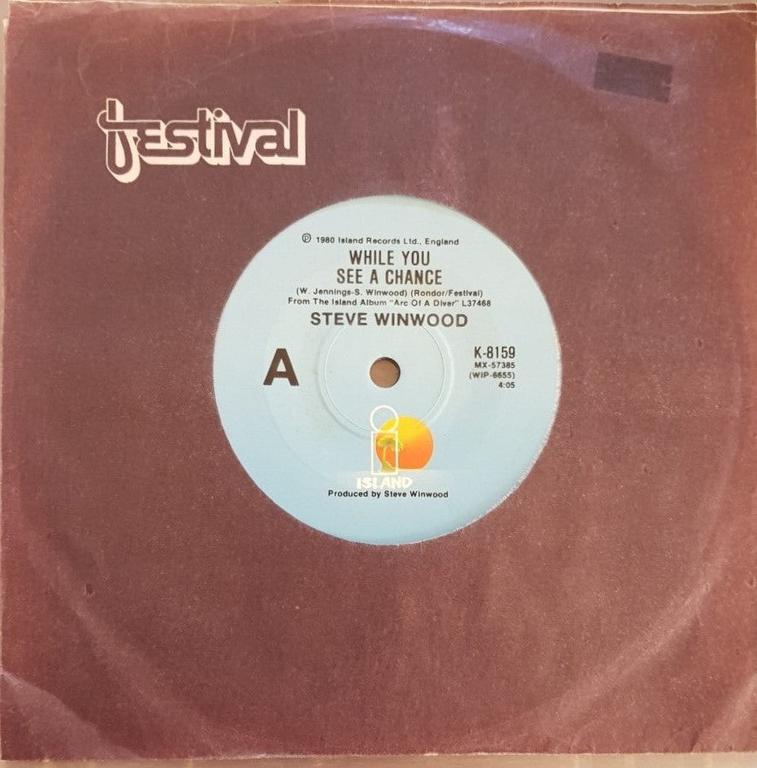 festival
℗ 1980 Island Records Ltd., England
WHILE YOU
SEE A CHANCE
(W. Jennings-S. Winwood) (Rondor/Festival)
From The Island Album "Arc Of A Diver" L37468
STEVE WINWOOD
A
K-8159
MX-57385
(WIP-6655)
4:05
i
ISLAND
Produced by Steve Winwood